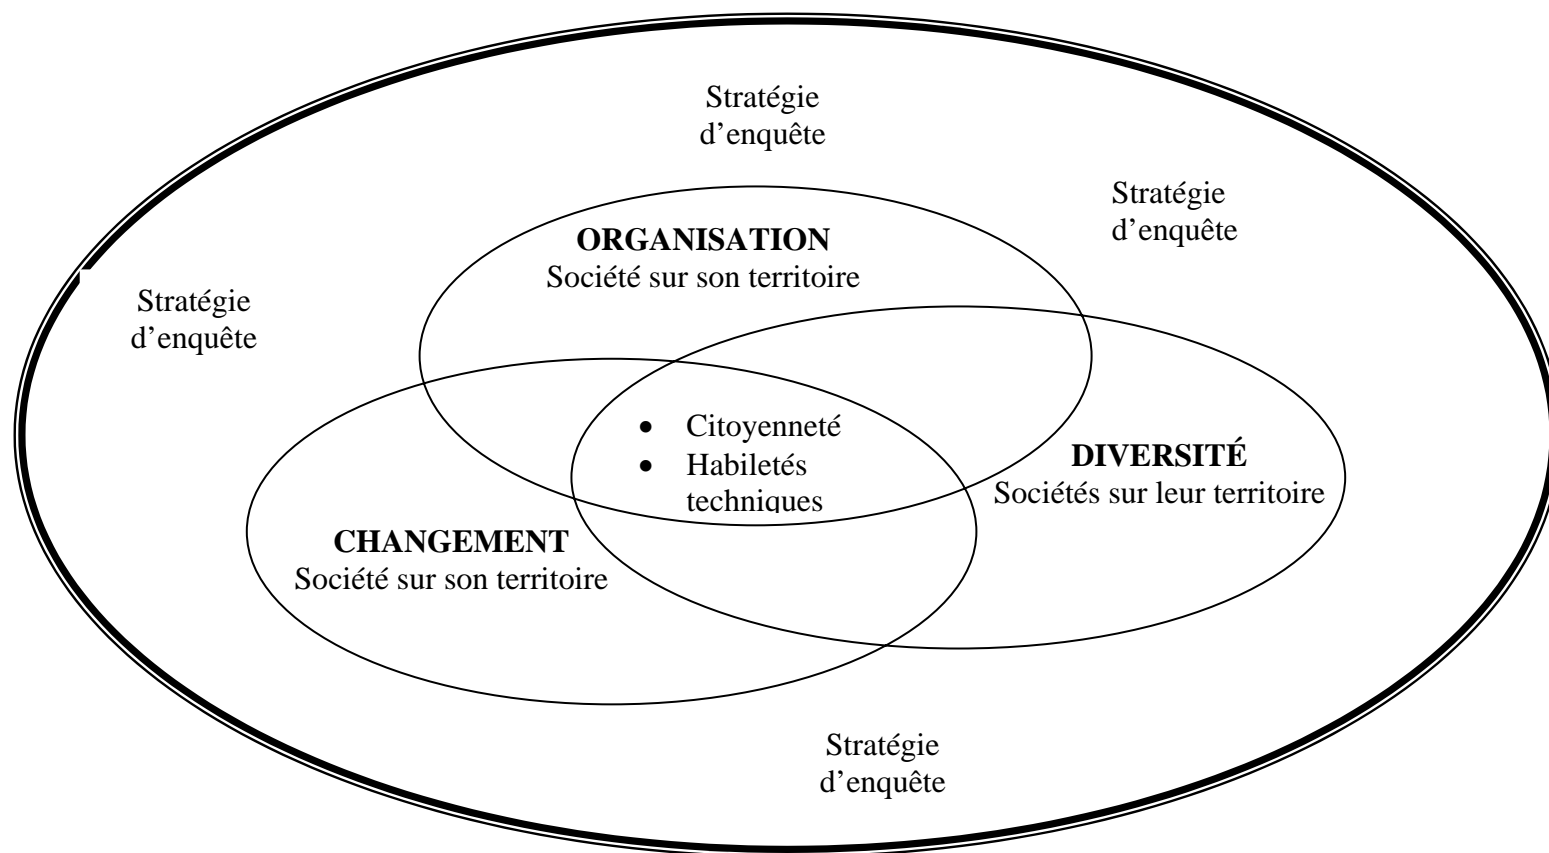 Stratégie
d’enquête
Stratégie
d’enquête
ORGANISATION
Société sur son territoire
Stratégie
d’enquête
• Citoyenneté
• Habiletés
techniques
DIVERSITÉ
Sociétés sur leur territoire
CHANGEMENT
Société sur son territoire
Stratégie
d’enquête